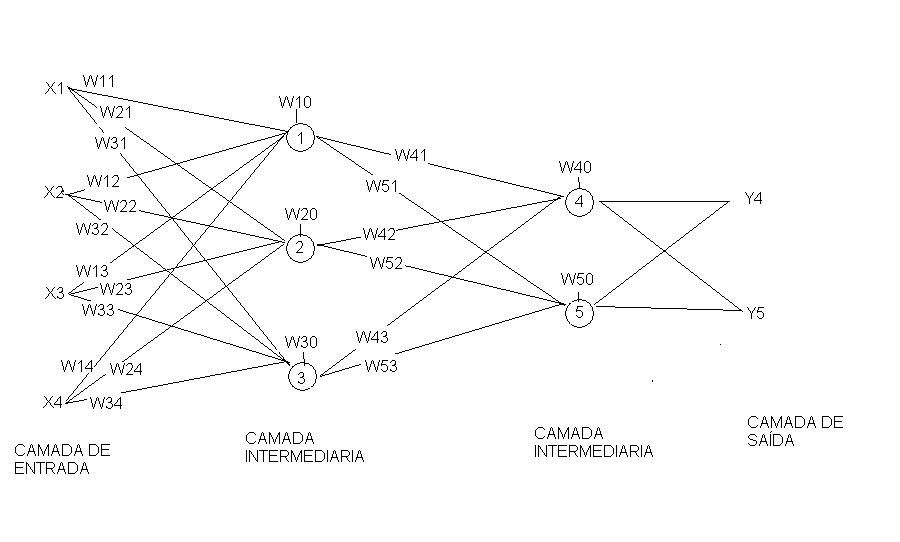 X1
W11
W21
W31
X2
W12
W22
W32
X3
W13
W23
W33
X4
W14
W24
W34
W10
1
W20
2
W30
3
W41
W51
W42
W52
W43
W53
W40
4
W50
5
Y4
Y5
CAMADA DE
ENTRADA
CAMADA
INTERMEDIARIA
CAMADA
INTERMEDIARIA
CAMADA DE
SAÍDA